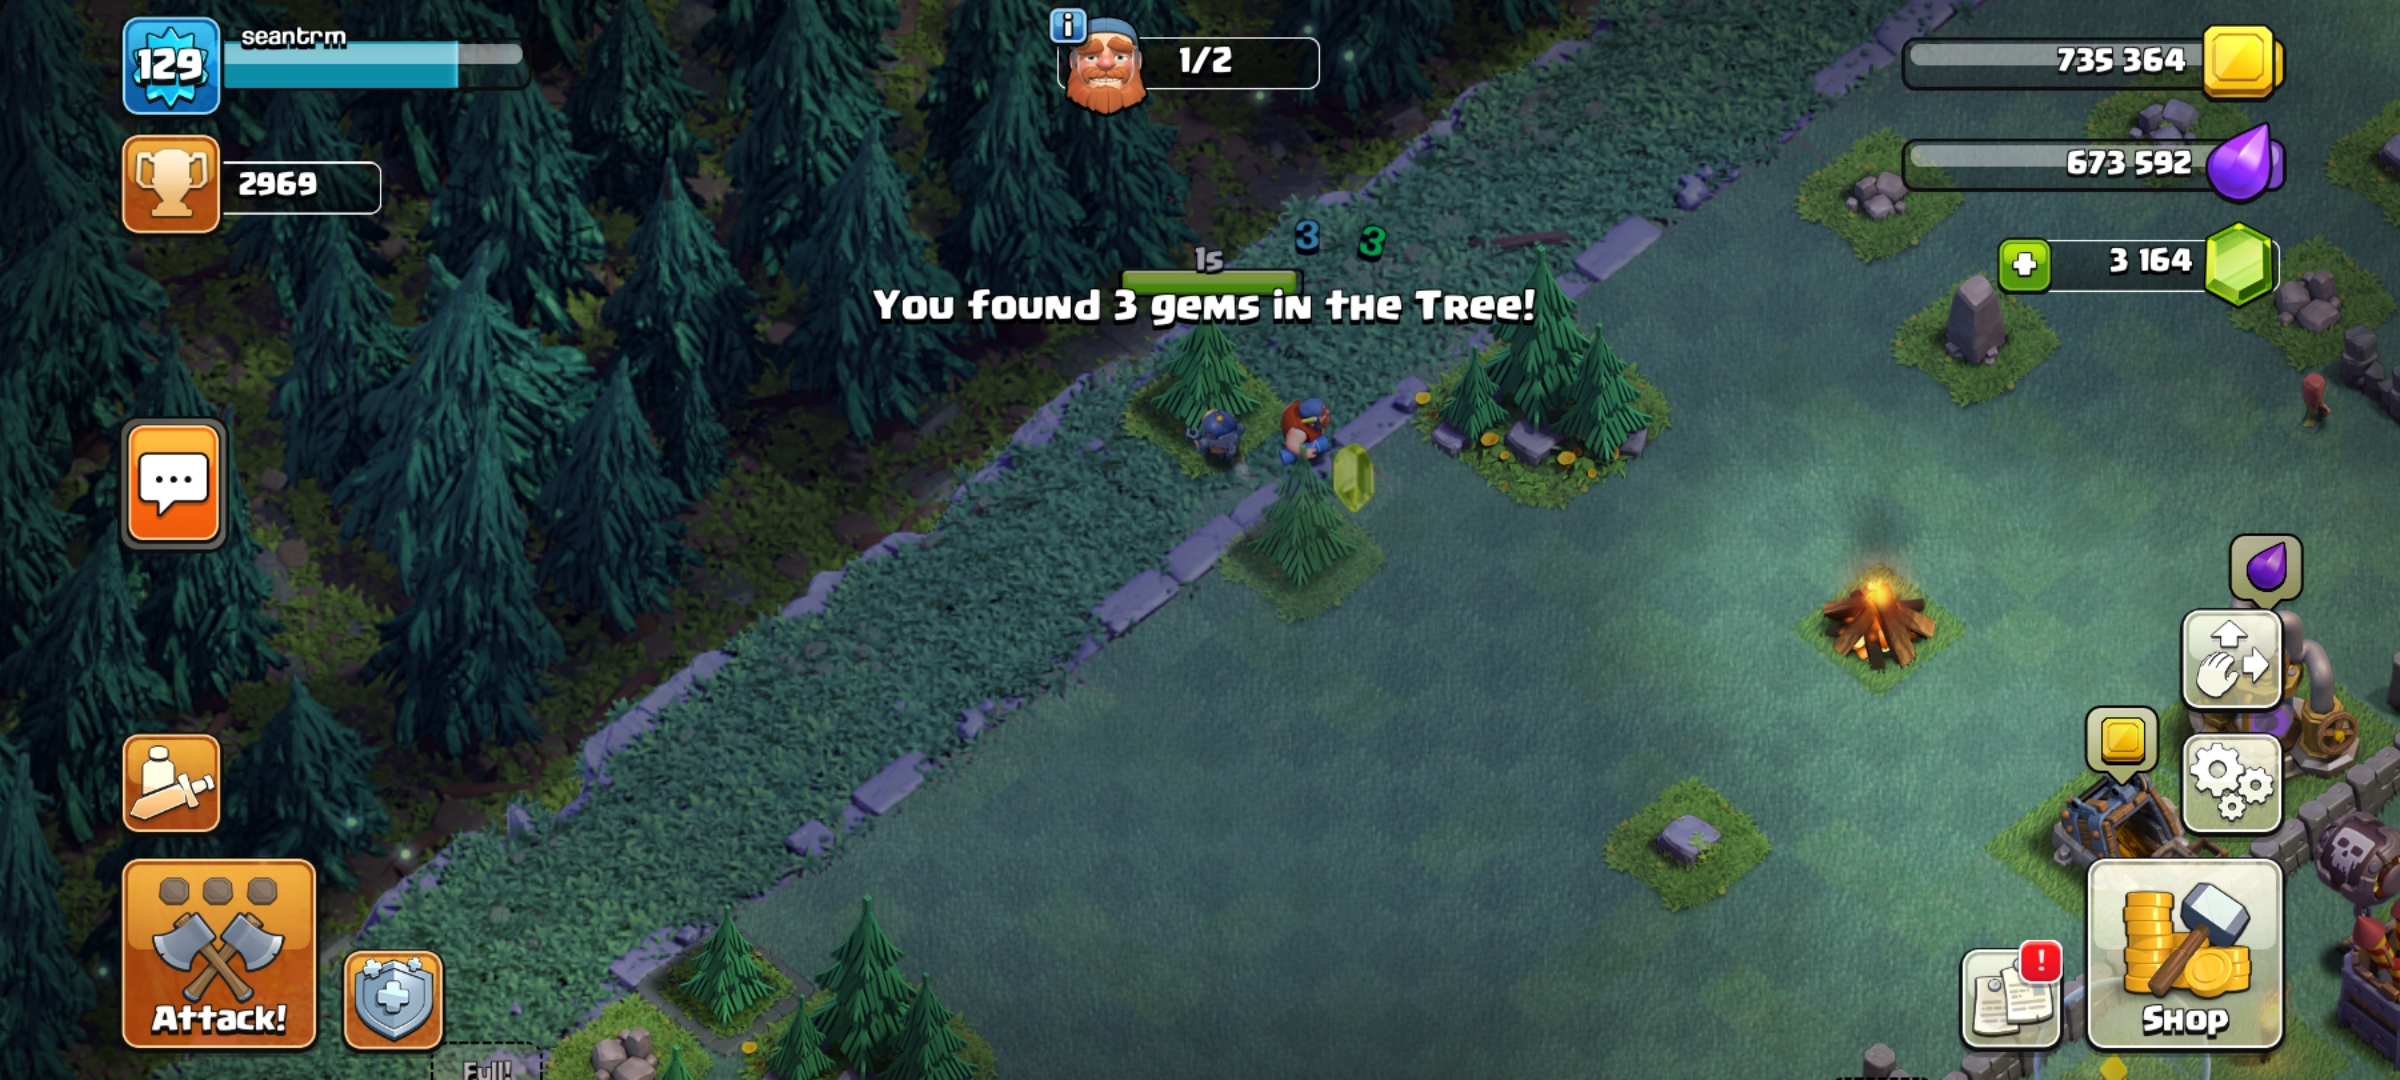 129
seantrm
i
1/2
735 364
2969
673 592
3 164
3 3
1s
You found 3 gems in the Tree!
!
Attack!
Shop
Full!